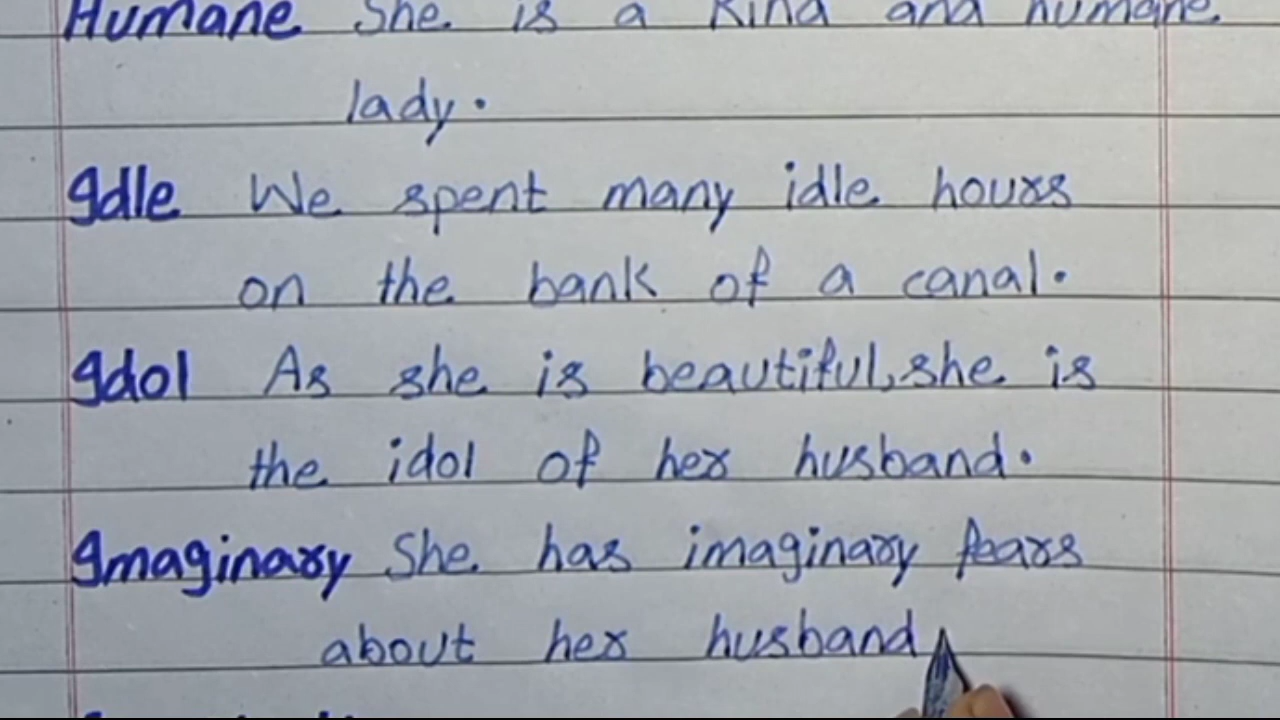 Humane She is a kind and humane
lady.
Idle We spent many idle hours
on the bank of a canal.
Idol As she is beautiful, she is
the idol of her husband.
Imaginary She has imaginary fears
about her husband